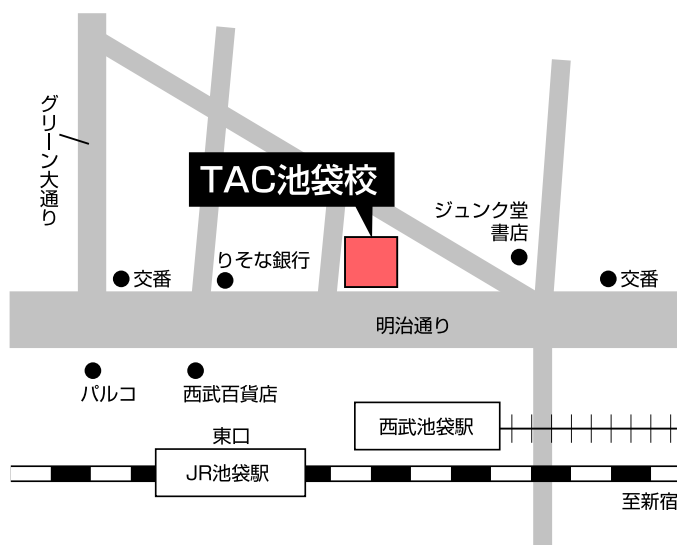 グリーン大通り
TAC池袋校
ジュンク堂
書店
りそな銀行
交番
交番
明治通り
パルコ
西武百貨店
西武池袋駅
東口
JR池袋駅
至新宿